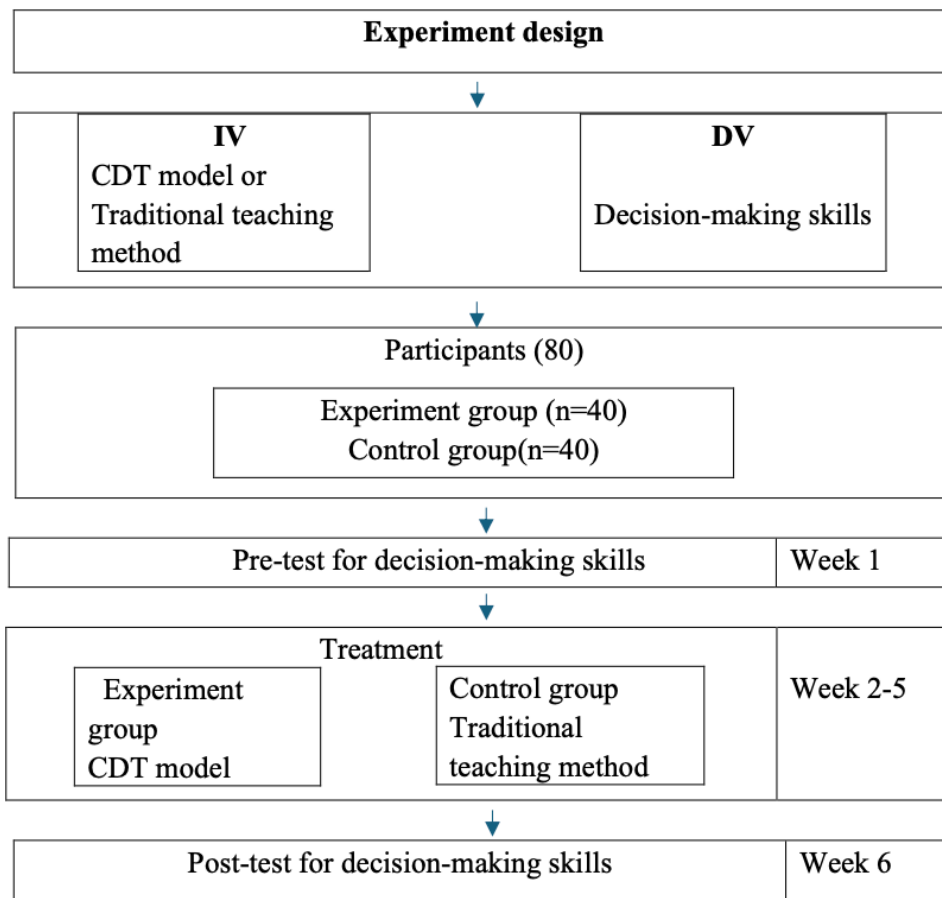 Experiment design
IV
CDT model or
Traditional teaching
method
DV
Decision-making skills
Participants (80)
Experiment group (n=40)
Control group(n=40)
Pre-test for decision-making skills
Week 1
Treatment
Experiment
group
CDT model
Control group
Traditional
teaching method
Week 2-5
Post-test for decision-making skills
Week 6